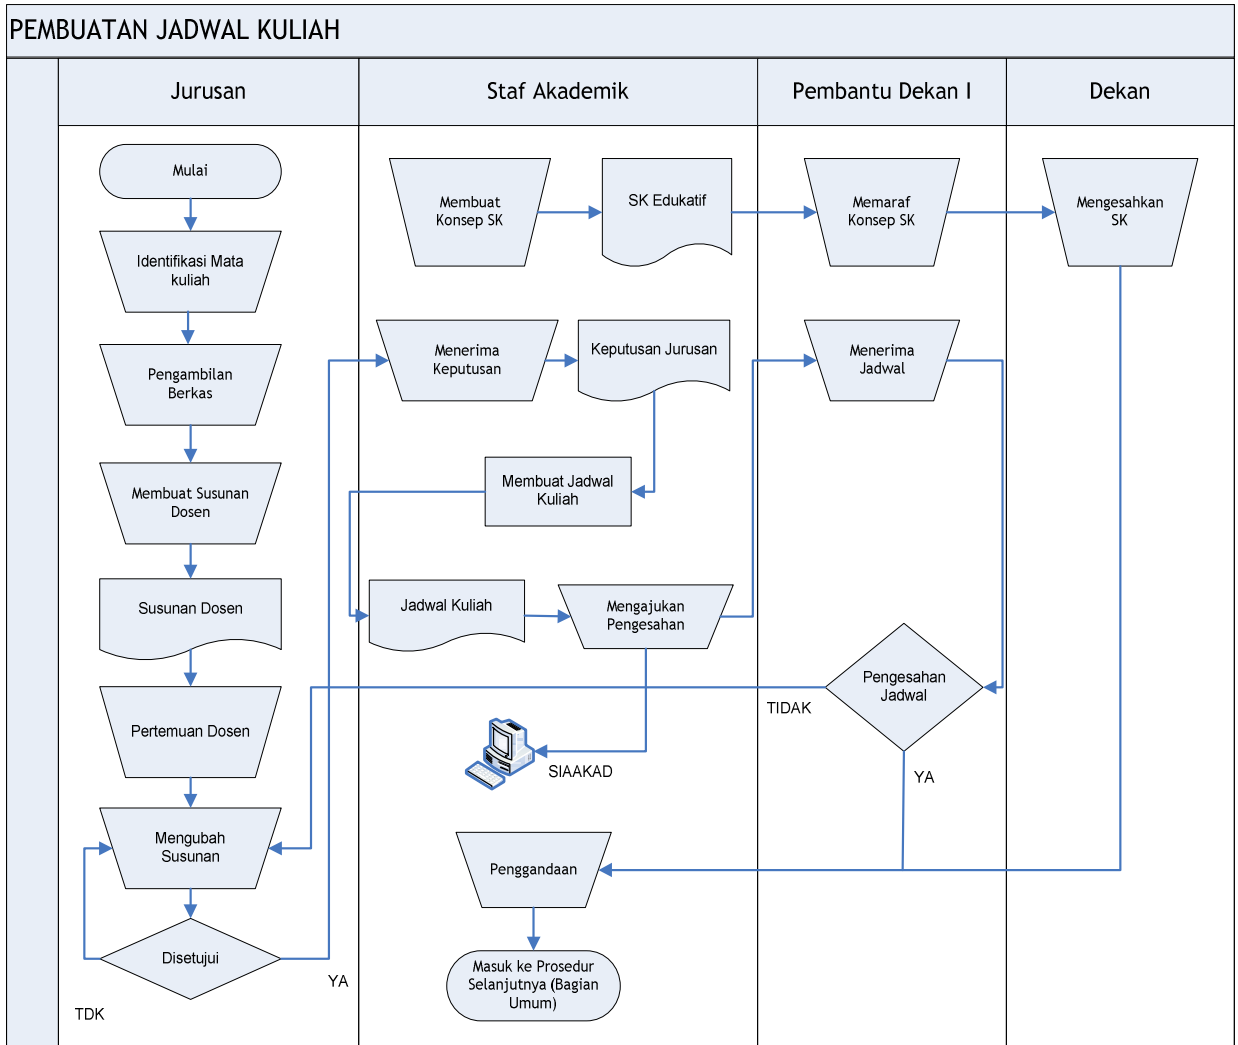 PEMBUATAN JADWAL KULIAH
Jurusan
Staf Akademik
Pembantu Dekan I
Dekan
Mulai
Identifikasi Mata
kuliah
Pengambilan
Berkas
Membuat Susunan
Dosen
Susunan Dosen
Pertemuan Dosen
Mengubah
Susunan
Disetujui
TDK
YA
Membuat
Konsep SK
SK Edukatif
Menerima
Keputusan
Keputusan Jurusan
Membuat Jadwal
Kuliah
Jadwal Kuliah
Mengajukan
Pengesahan
SIAAKAD
Penggandaan
Masuk ke Prosedur
Selanjutnya (Bagian
Umum)
Memaraf
Konsep SK
Menerima
Jadwal
Pengesahan
Jadwal
TIDAK
YA
Mengesahkan
SK